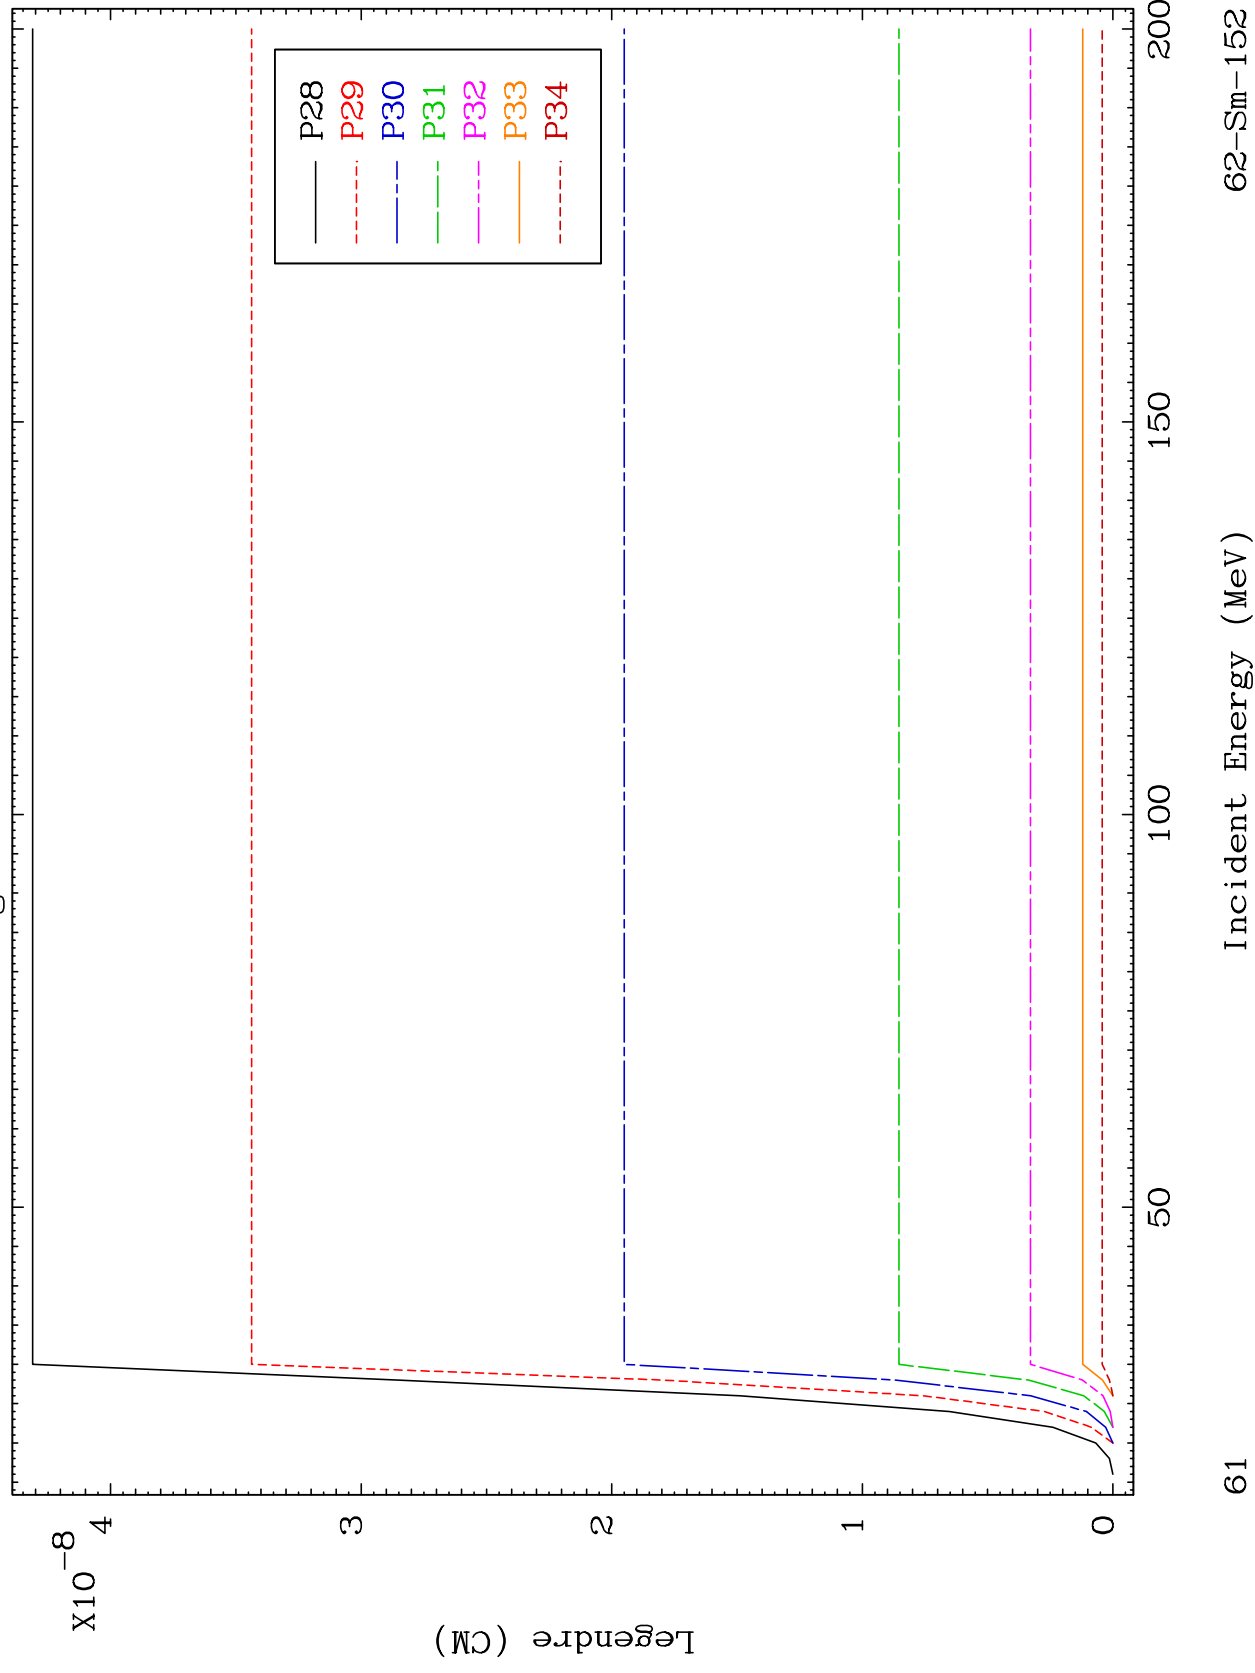 X10-8
4
3
2
1
0
Legendre (CM)
P28
P29
P30
P31
P32
P33
P34
50
100
150
200
Incident Energy (MeV)
61
62-Sm-152